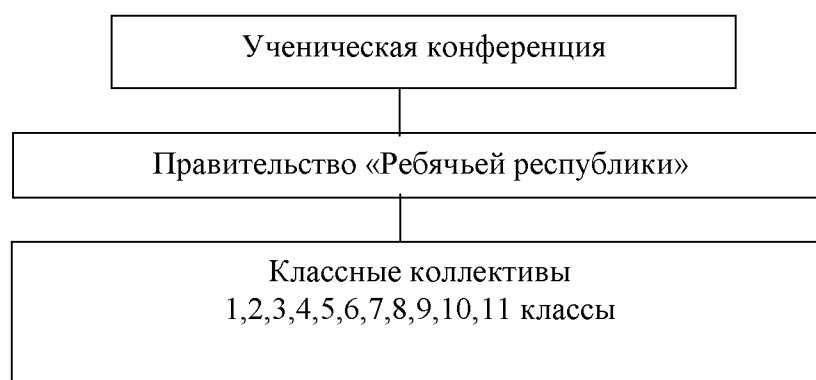 Ученическая конференция
Правительство «Ребячьей республики»
Классные коллективы
1,2,3,4,5,6,7,8,9,10,11 классы